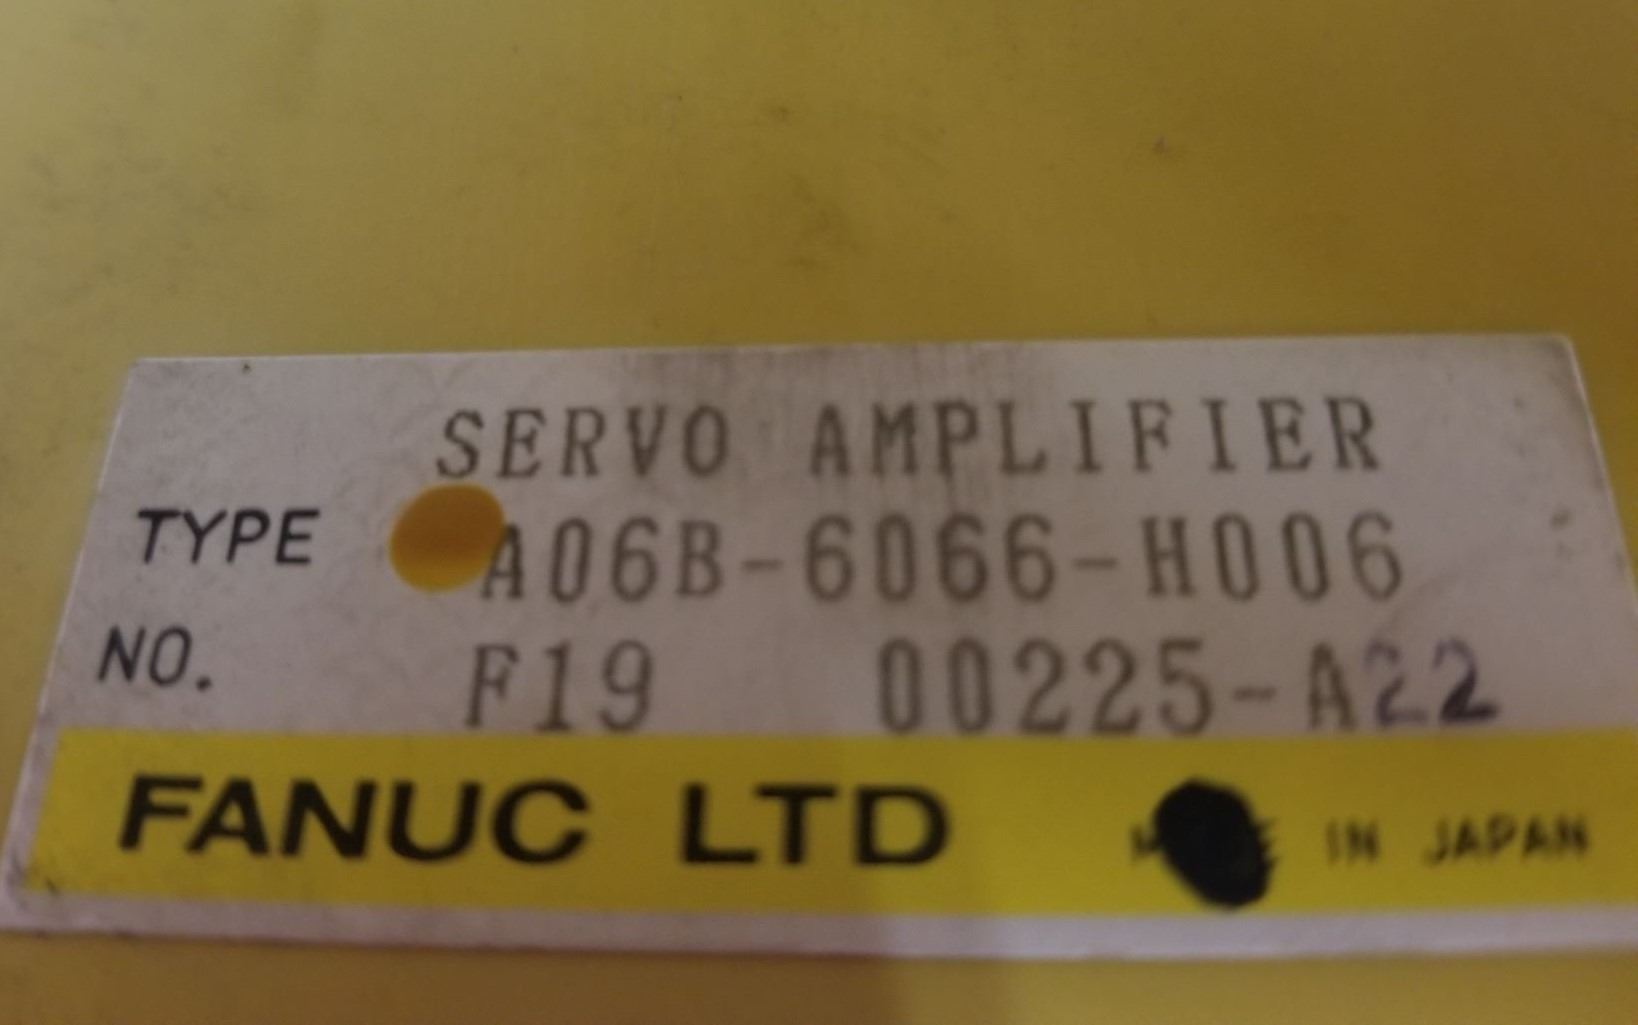 SERVO AMPLIFIER
TYPE A06B-6066-H006
NO. F19 00225-A22
FANUC LTD IN JAPAN